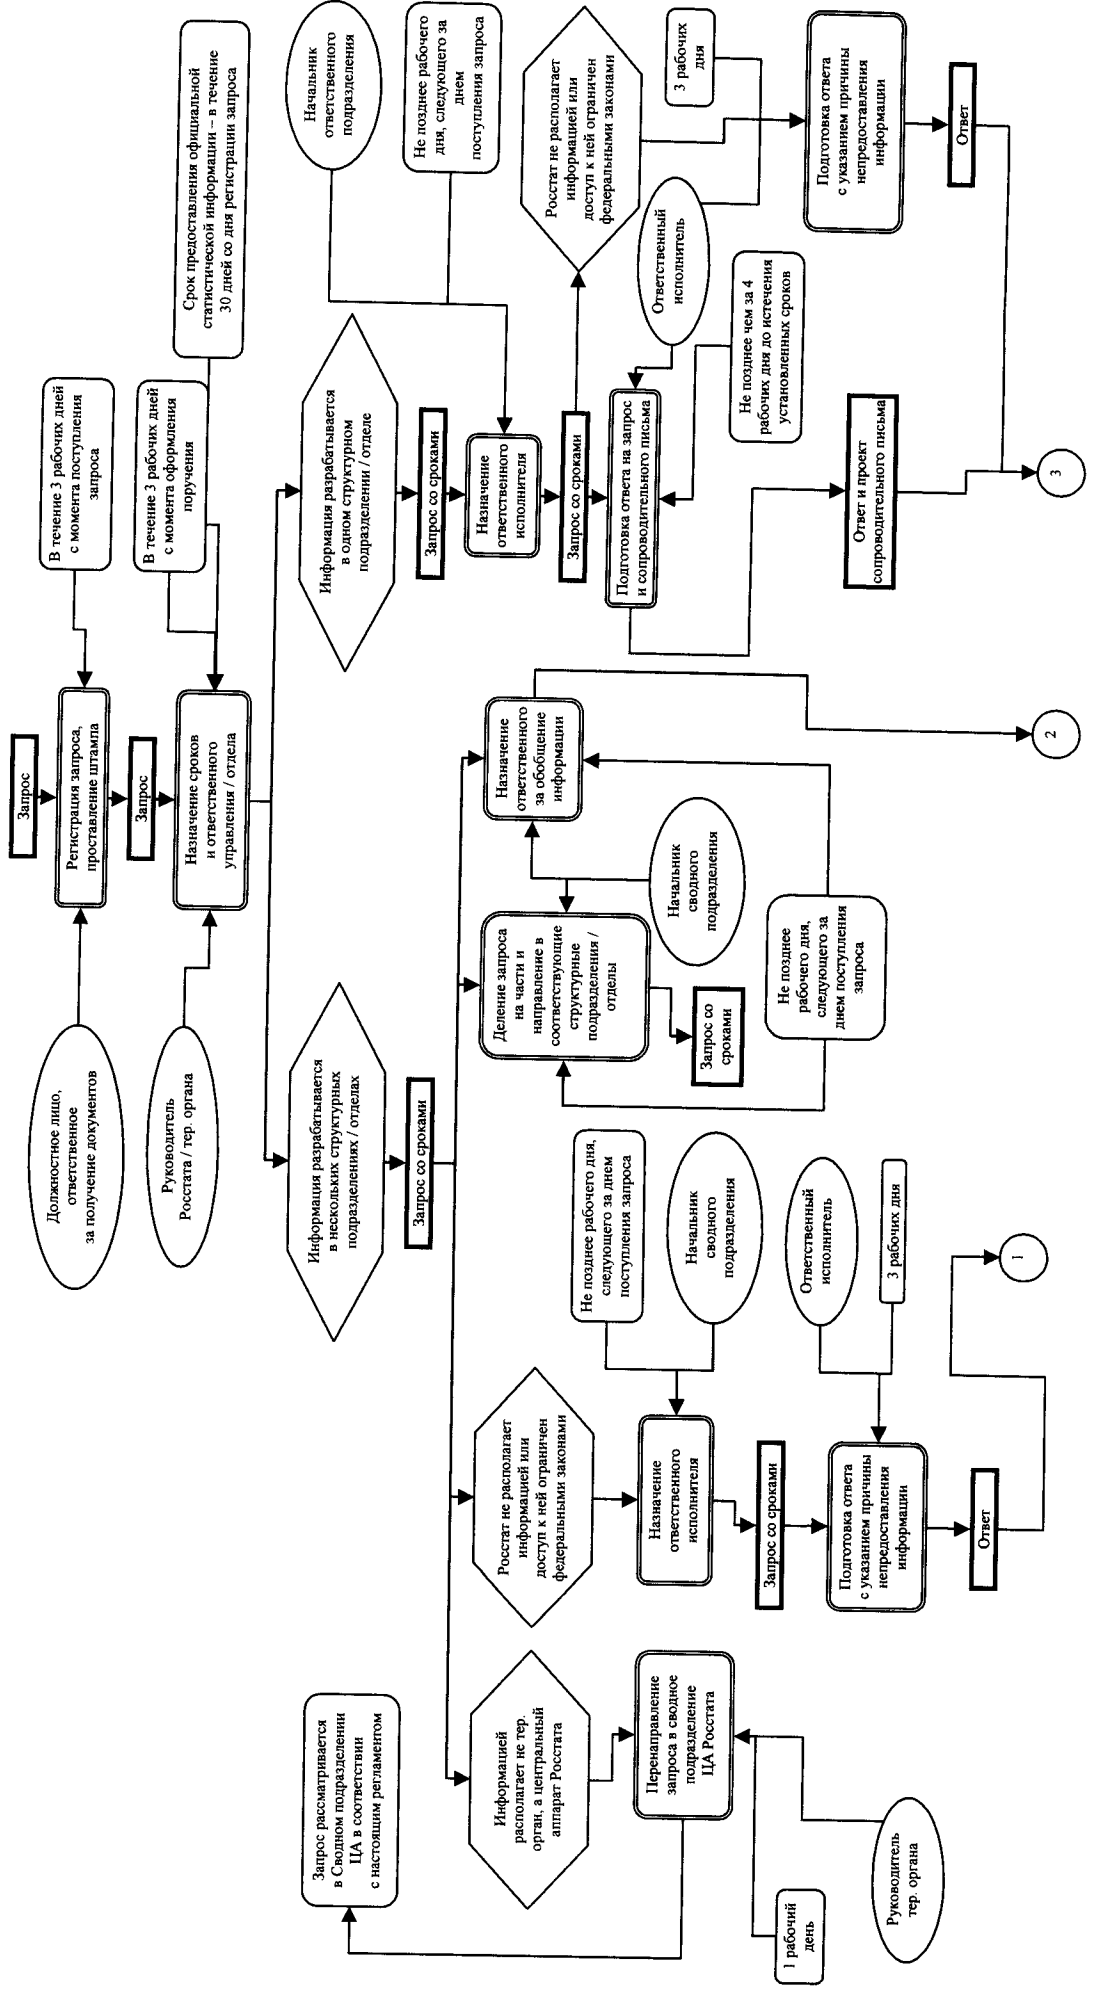 Запрос
Регистрация запроса,
проставление штампа
В течение 3 рабочих дней
с момента поступления
запроса
Должностное лицо,
ответственное
за получение документов
Запрос
Назначение сроков
и ответственного
управления / отдела
В течение 3 рабочих дней
с момента оформления
поручения
Срок предоставления официальной
статистической информации – в течение
30 дней со дня регистрации запроса
Руководитель
Росстата / тер. органа
Информация разрабатывается
в нескольких структурных
подразделениях / отделах
Запрос со сроками
Запрос рассматривается
в Сводном подразделении
ЦА в соответствии
с настоящим регламентом
Информацией
располагает не тер.
орган, а центральный
аппарат Росстата
Перенаправление
запроса в сводное
подразделение
ЦА Росстата
1 рабочий
день
Руководитель
тер. органа
Росстат не располагает
информацией или
доступ к ней ограничен
федеральными законами
Назначение
ответственного
исполнителя
Не позднее рабочего дня,
следующего за днем
поступления запроса
Начальник
сводного
подразделения
Запрос со сроками
Подготовка ответа
с указанием причины
непредоставления
информации
Ответственный
исполнитель
3 рабочих дня
Ответ
1
Деление запроса
на части и
направление в
соответствующие
структурные
подразделения /
отделы
Запрос со
сроками
Начальник
сводного
подразделения
Назначение
ответственного
за обобщение
информации
Не позднее
рабочего дня,
следующего за
днем поступления
запроса
2
Информация разрабатывается
в одном структурном
подразделении / отделе
Запрос со сроками
Назначение
ответственного
исполнителя
Начальник
ответственного
подразделения
Не позднее рабочего
дня, следующего за
днем
поступления запроса
Запрос со сроками
Подготовка ответа на запрос
и сопроводительного письма
Ответственный
исполнитель
Не позднее чем за 4
рабочих дня до истечения
установленных сроков
Ответ и проект
сопроводительного письма
Росстат не располагает
информацией или
доступ к ней ограничен
федеральными законами
3 рабочих
дня
Подготовка ответа
с указанием причины
непредоставления
информации
Ответ
3